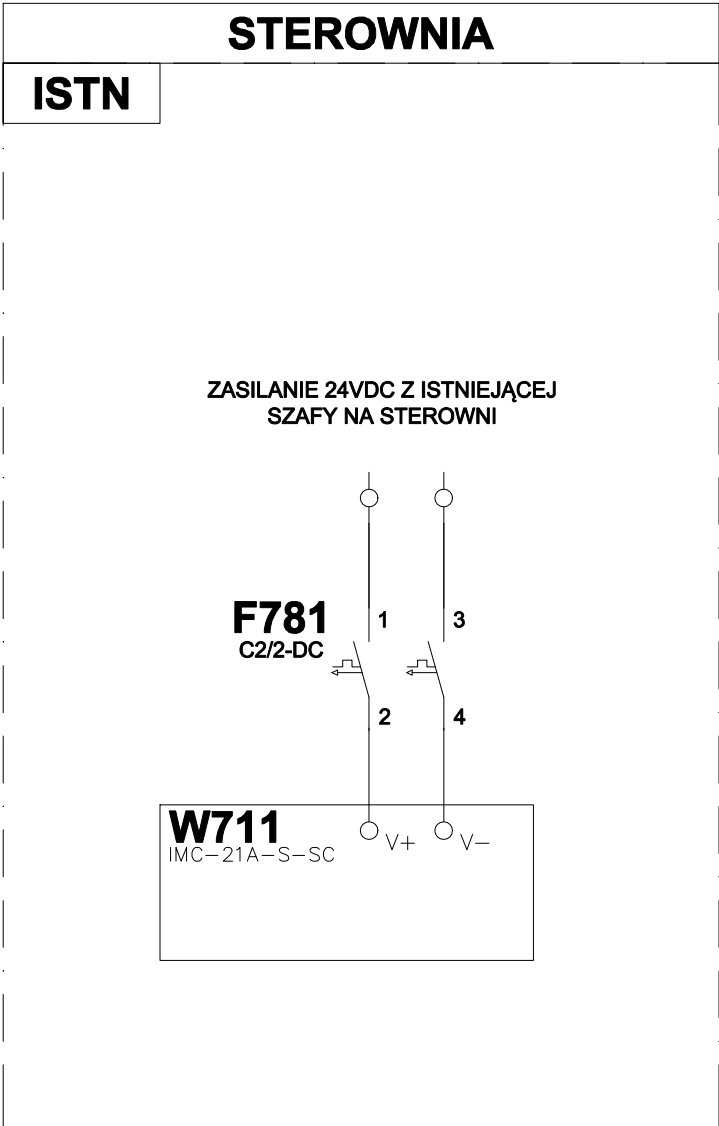 STEROWNIA
ISTN
ZASILANIE 24VDC Z ISTNIEJĄCEJ
SZAFY NA STEROWNI
F781
C2/2-DC
1 3
2 4
W711
IMC-21A-S-SC
V+ V-